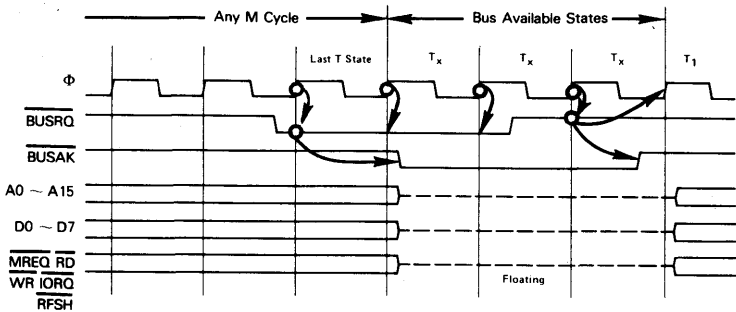 Any M Cycle Bus Available States
Last T State Tx Tx Tx T1
Φ
BUSRQ
BUSAK
A0 ~ A15
D0 ~ D7
MREQ RD
WR IORQ Floating
RFSH